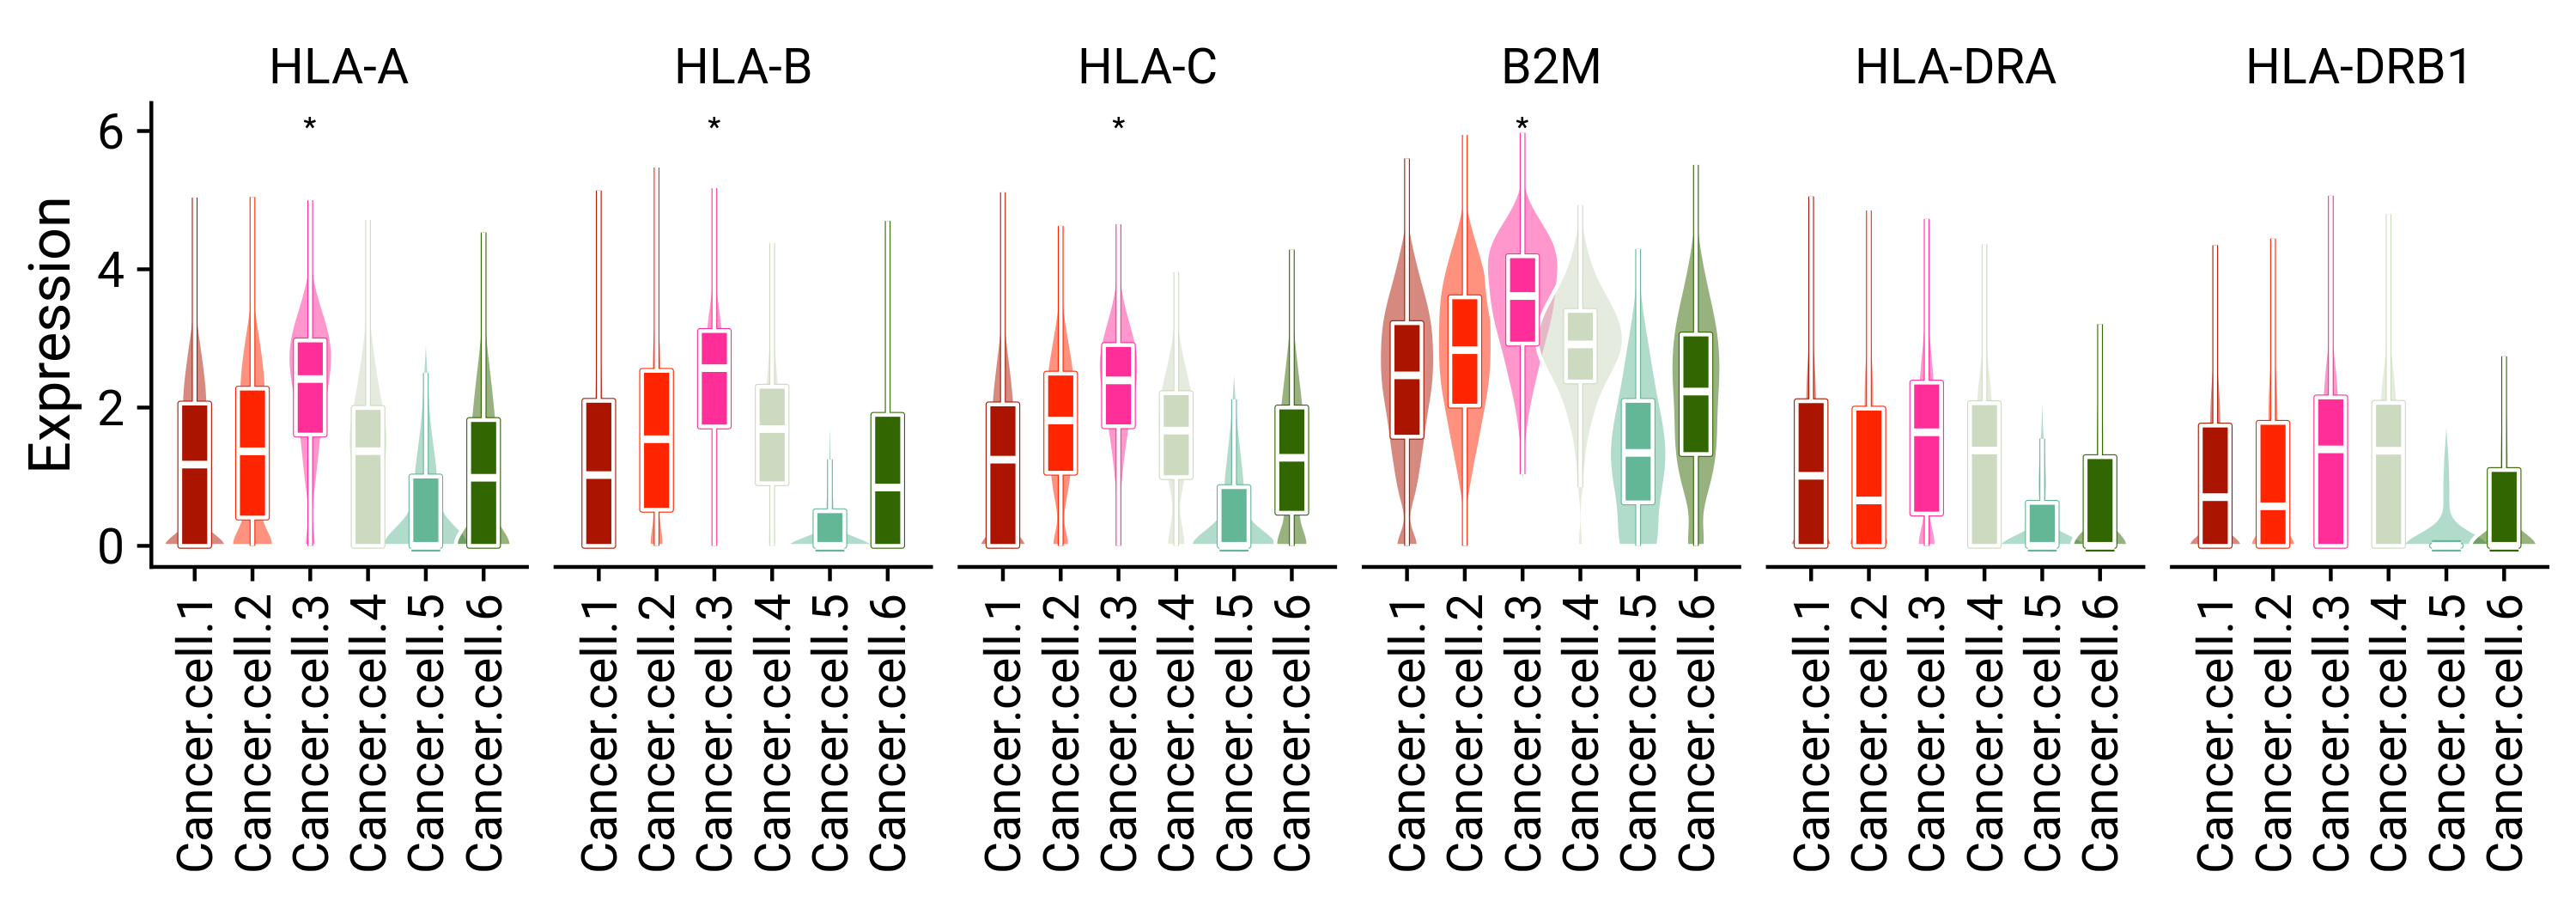 HLA-A HLA-B HLA-C B2M HLA-DRA HLA-DRB1
* * * *
Expression
6
4
2
0
Cancer.cell.1 Cancer.cell.2 Cancer.cell.3 Cancer.cell.4 Cancer.cell.5 Cancer.cell.6
Cancer.cell.1 Cancer.cell.2 Cancer.cell.3 Cancer.cell.4 Cancer.cell.5 Cancer.cell.6
Cancer.cell.1 Cancer.cell.2 Cancer.cell.3 Cancer.cell.4 Cancer.cell.5 Cancer.cell.6
Cancer.cell.1 Cancer.cell.2 Cancer.cell.3 Cancer.cell.4 Cancer.cell.5 Cancer.cell.6
Cancer.cell.1 Cancer.cell.2 Cancer.cell.3 Cancer.cell.4 Cancer.cell.5 Cancer.cell.6
Cancer.cell.1 Cancer.cell.2 Cancer.cell.3 Cancer.cell.4 Cancer.cell.5 Cancer.cell.6